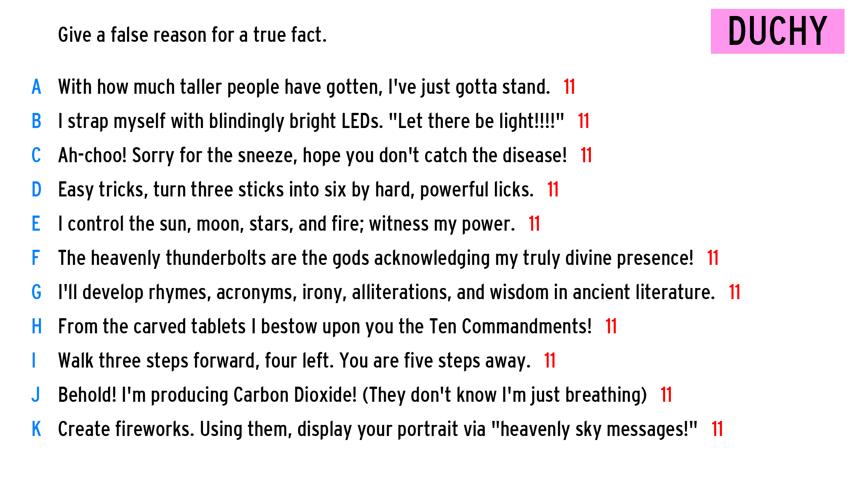 Give a false reason for a true fact.
DUCHY
A With how much taller people have gotten, I've just gotta stand. 11
B I strap myself with blindingly bright LEDs. "Let there be light!!!!" 11
C Ah-choo! Sorry for the sneeze, hope you don't catch the disease! 11
D Easy tricks, turn three sticks into six by hard, powerful licks. 11
E I control the sun, moon, stars, and fire; witness my power. 11
F The heavenly thunderbolts are the gods acknowledging my truly divine presence! 11
G I'll develop rhymes, acronyms, irony, alliterations, and wisdom in ancient literature. 11
H From the carved tablets I bestow upon you the Ten Commandments! 11
I Walk three steps forward, four left. You are five steps away. 11
J Behold! I'm producing Carbon Dioxide! (They don't know I'm just breathing) 11
K Create fireworks. Using them, display your portrait via "heavenly sky messages!" 11